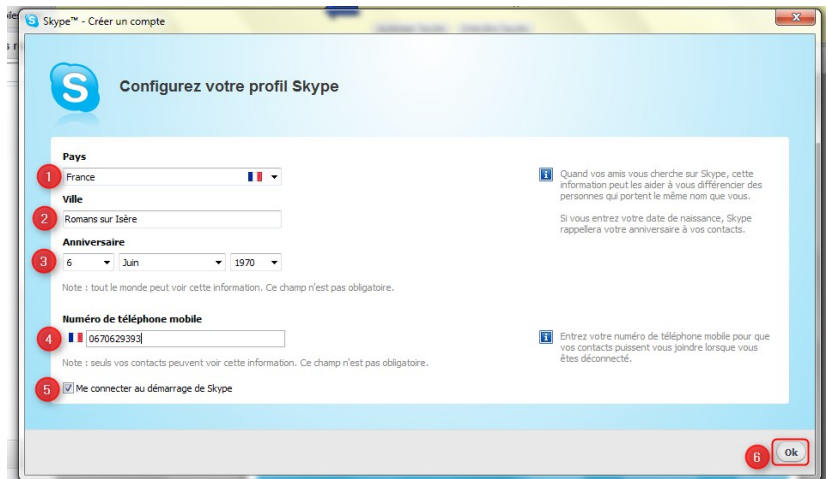 Skype™ - Créer un compte
S
Configurez votre profil Skype
Pays
1
France
Ville
2
Romans sur Isère
Anniversaire
3
6 Juin 1970
Note : tout le monde peut voir cette information. Ce champ n'est pas obligatoire.
Numéro de téléphone mobile
4
0670629393
Note : seuls vos contacts peuvent voir cette information. Ce champ n'est pas obligatoire.
5
Me connecter au démarrage de Skype
Quand vos amis vous cherche sur Skype, cette
information peut les aider à vous différencier des
personnes qui portent le même nom que vous.
Si vous entrez votre date de naissance, Skype
rappellera votre anniversaire à vos contacts.
Entrez votre numéro de téléphone mobile pour que
vos contacts puissent vous joindre lorsque vous
êtes déconnecté.
6
Ok